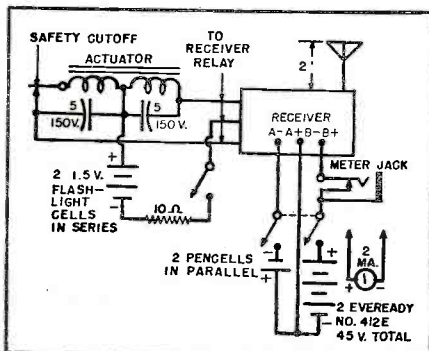 SAFETY CUTOFF
ACTUATOR
TO
RECEIVER
RELAY
2
5
150V.
5
150V.
RECEIVER
A- A+ B- B+
METER JACK
+
2 1.5 V.
FLASH-
LIGHT
CELLS
IN SERIES
-
10 Ω
2 PENCELLS
IN PARALLEL
-
+
+
-
2
MA.
+ -
2 EVEREADY
NO. 412E
45 V. TOTAL